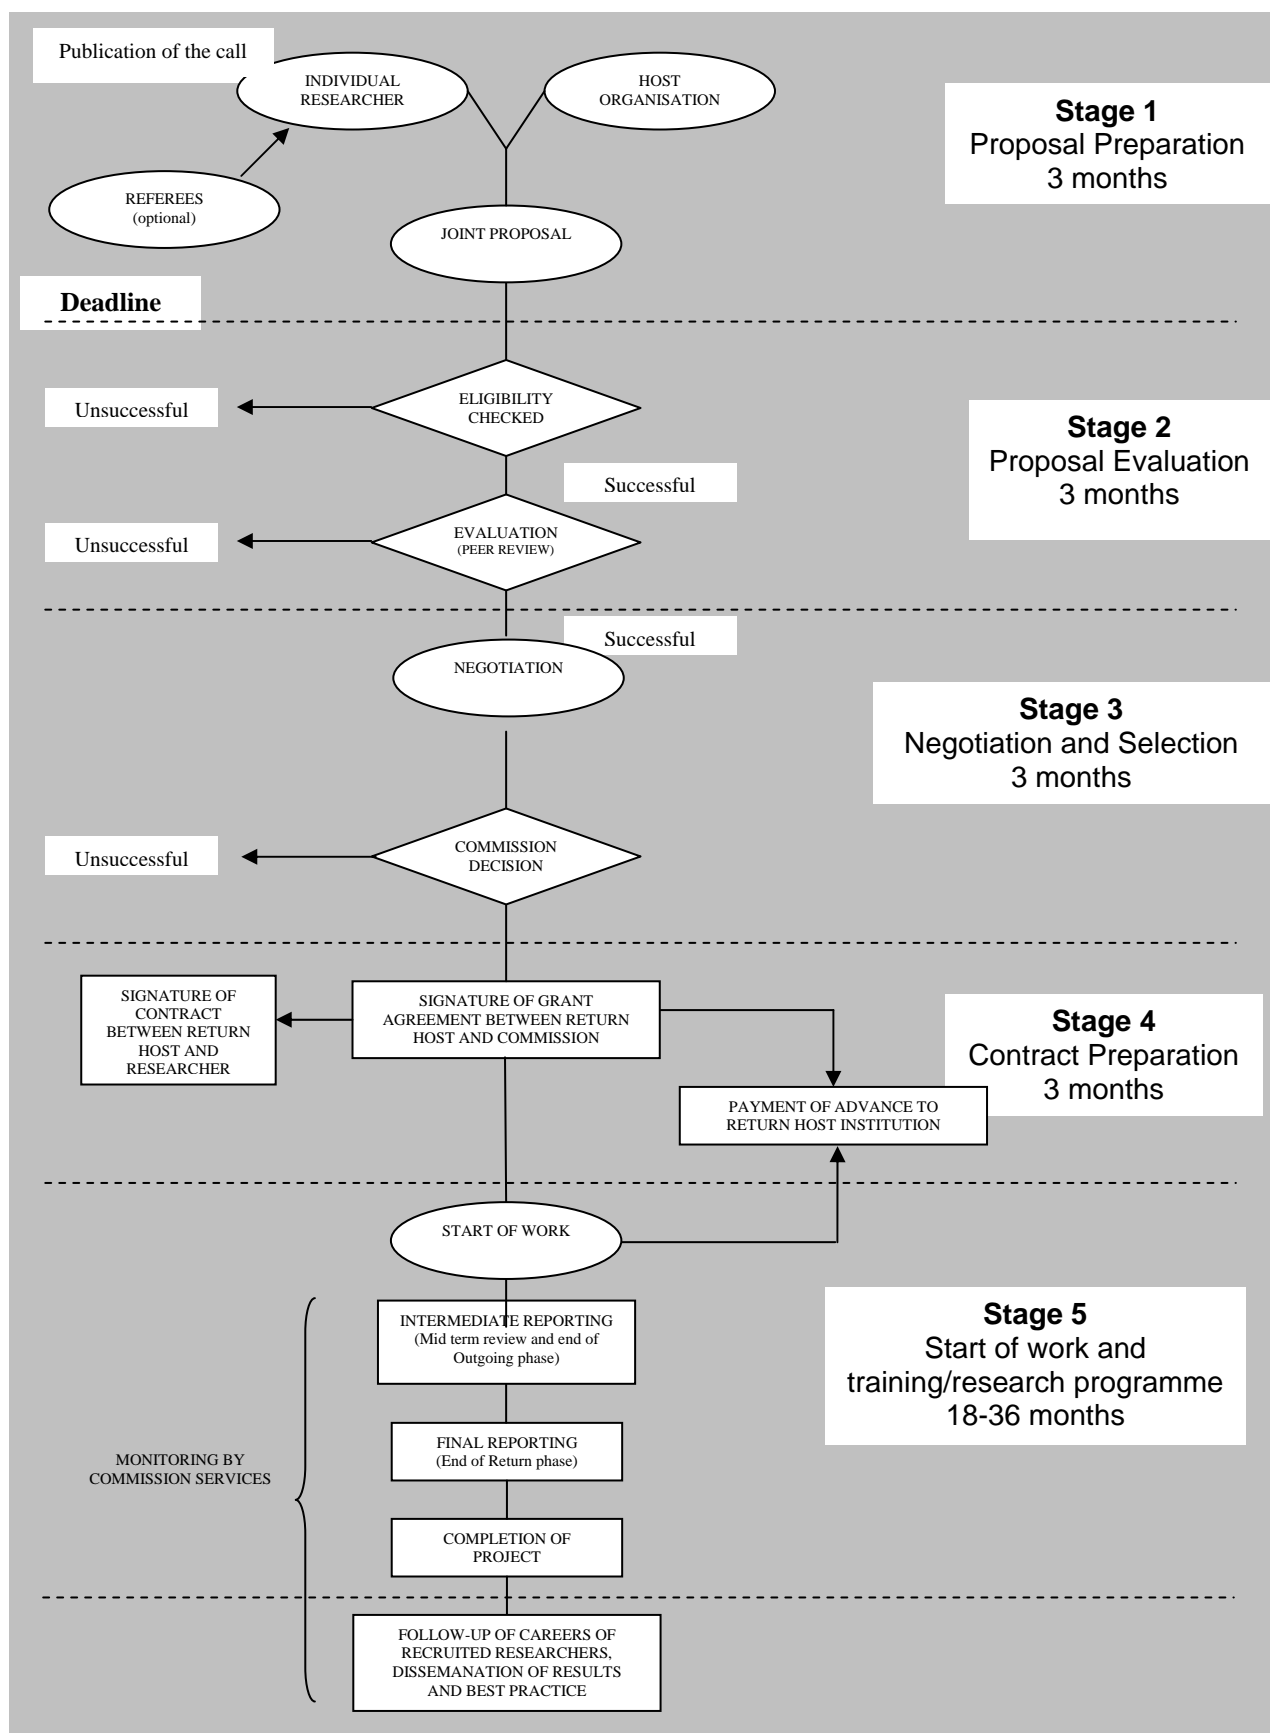 Publication of the call
INDIVIDUAL
RESEARCHER
HOST
ORGANISATION
Stage 1
Proposal Preparation
3 months
REFEREES
(optional)
JOINT PROPOSAL
Deadline
Unsuccessful
ELIGIBILITY
CHECKED
Stage 2
Proposal Evaluation
3 months
Successful
Unsuccessful
EVALUATION
(PEER REVIEW)
Successful
NEGOTIATION
Stage 3
Negotiation and Selection
3 months
Unsuccessful
COMMISSION
DECISION
SIGNATURE OF
CONTRACT
BETWEEN RETURN
HOST AND
RESEARCHER
SIGNATURE OF GRANT
AGREEMENT BETWEEN RETURN
HOST AND COMMISSION
Stage 4
Contract Preparation
3 months
PAYMENT OF ADVANCE TO
RETURN HOST INSTITUTION
START OF WORK
INTERMEDIATE REPORTING
(Mid term review and end of
Outgoing phase)
Stage 5
Start of work and
training/research programme
18-36 months
FINAL REPORTING
(End of Return phase)
MONITORING BY
COMMISSION SERVICES
COMPLETION OF
PROJECT
FOLLOW-UP OF CAREERS OF
RECRUITED RESEARCHERS,
DISSEMANATION OF RESULTS
AND BEST PRACTICE